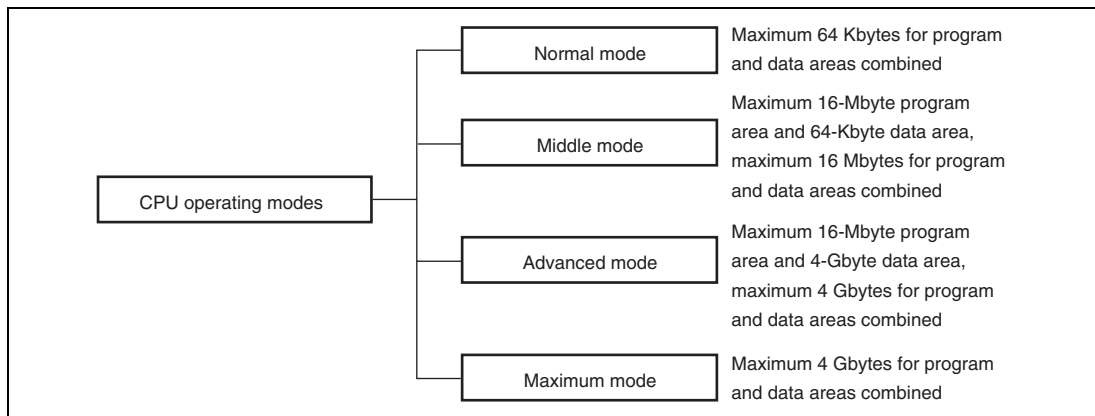 CPU operating modes
Normal mode
Maximum 64 Kbytes for program
and data areas combined
Middle mode
Maximum 16-Mbyte program
area and 64-Kbyte data area,
maximum 16 Mbytes for program
and data areas combined
Advanced mode
Maximum 16-Mbyte program
area and 4-Gbyte data area,
maximum 4 Gbytes for program
and data areas combined
Maximum mode
Maximum 4 Gbytes for program
and data areas combined